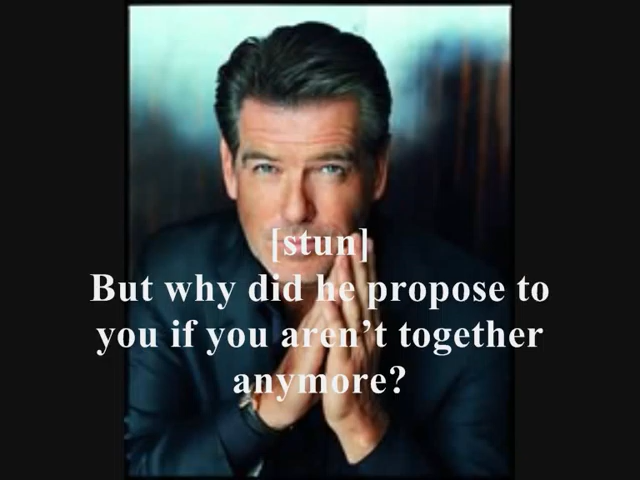 [stun]
But why did he propose to
you if you aren’t together
anymore?